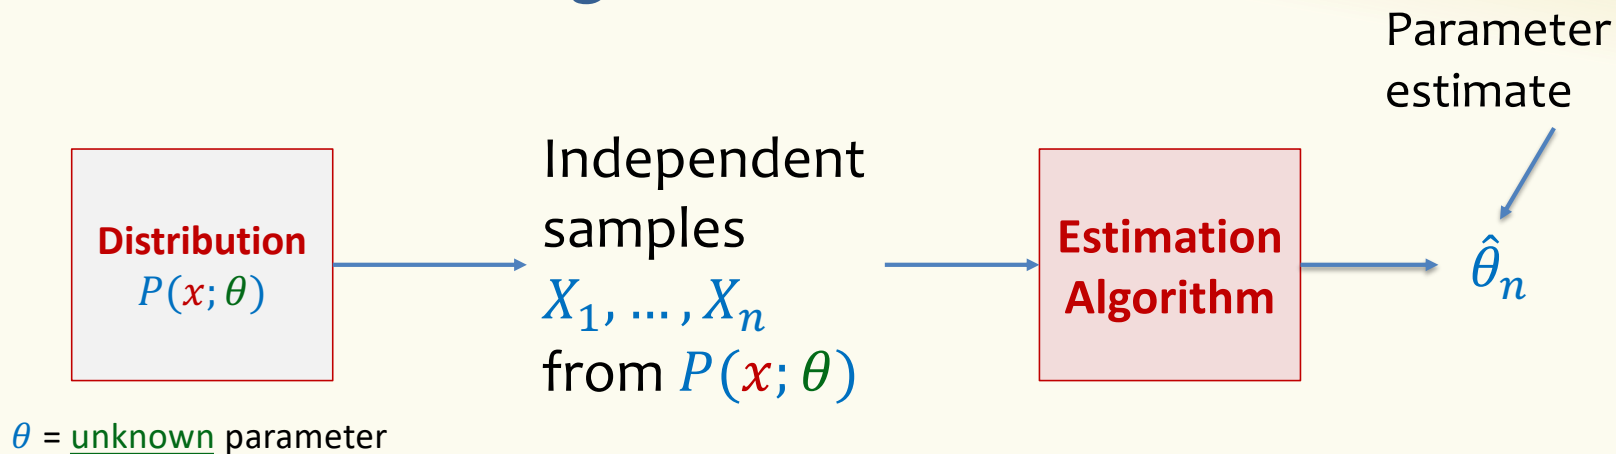 Parameter
estimate
Distribution
P(x; θ)
Independent
samples
X₁, … , Xₙ
from P(x; θ)
Estimation
Algorithm
θ̂ₙ
θ = unknown parameter